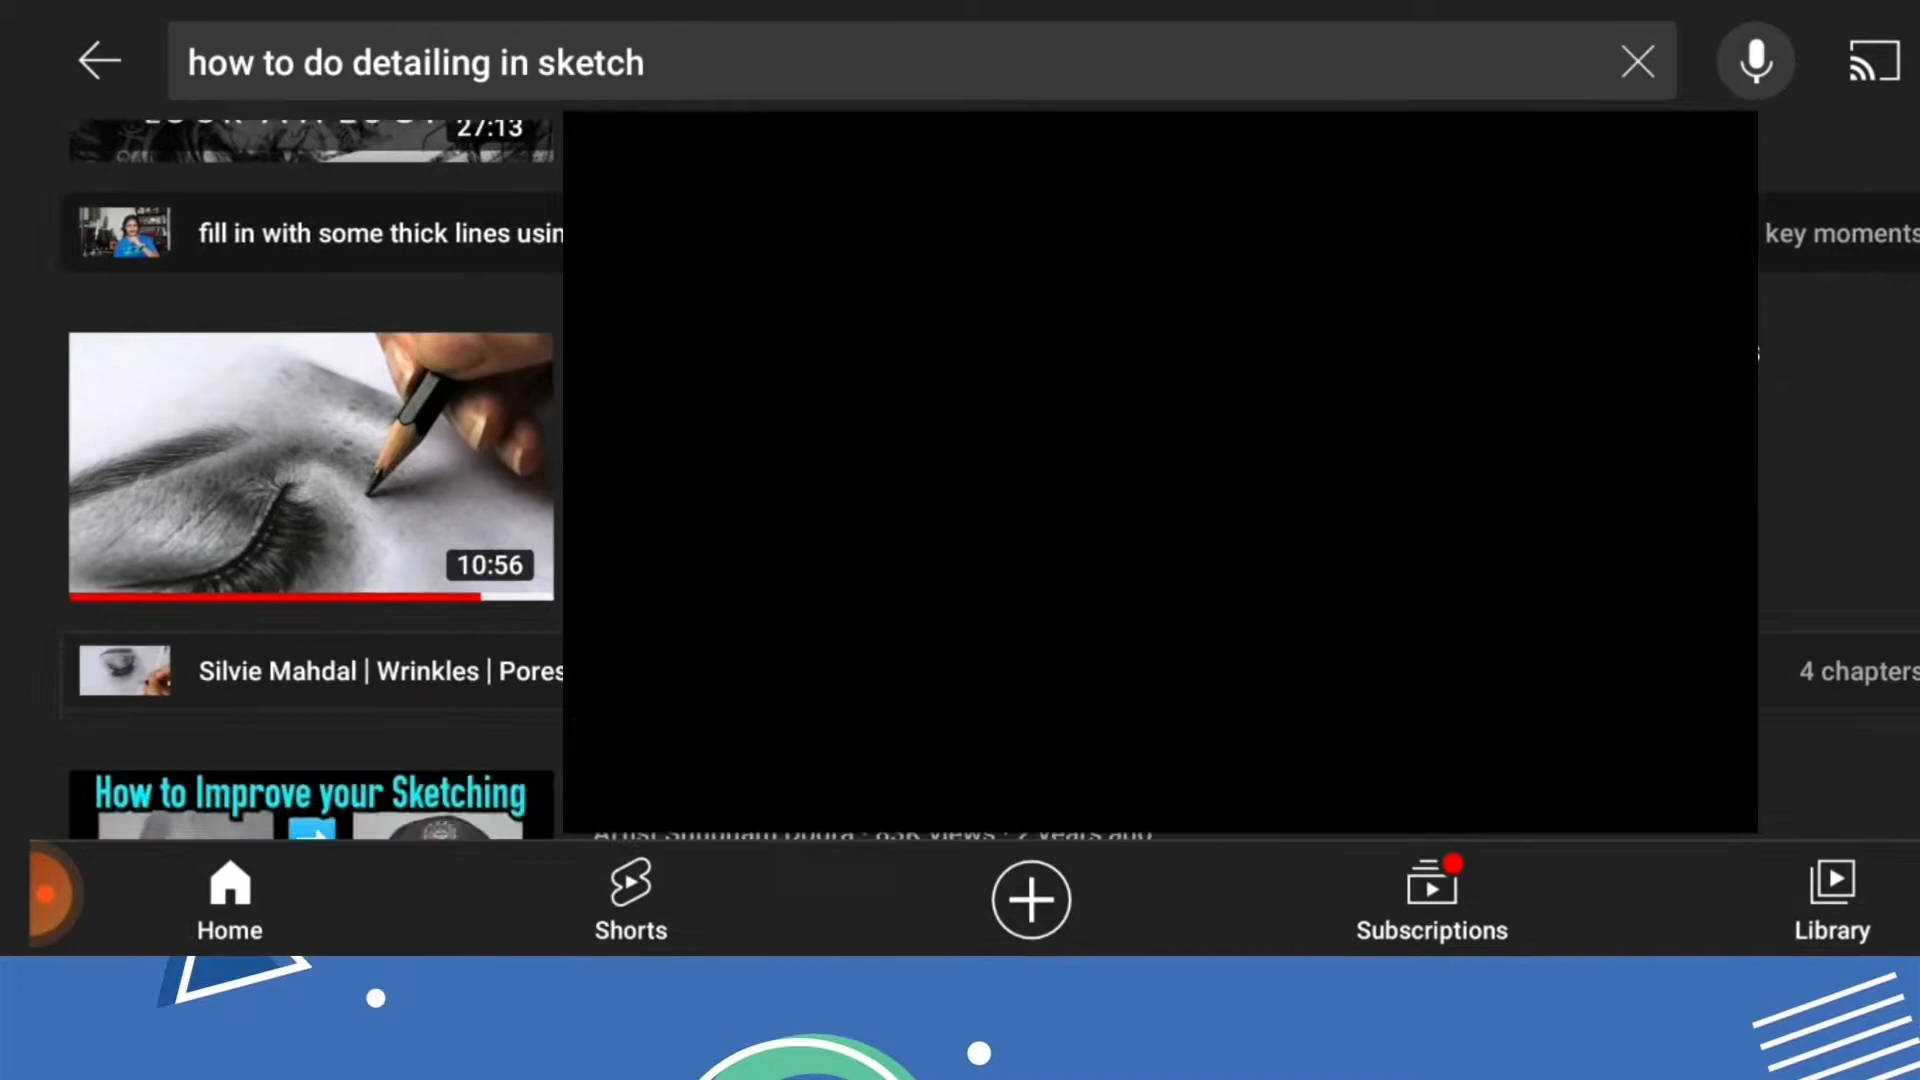 how to do detailing in sketch
27:13
fill in with some thick lines usin
key moments
10:56
Silvie Mahdal | Wrinkles | Pores
4 chapters
How to Improve your Sketching
Home
Shorts
Subscriptions
Library